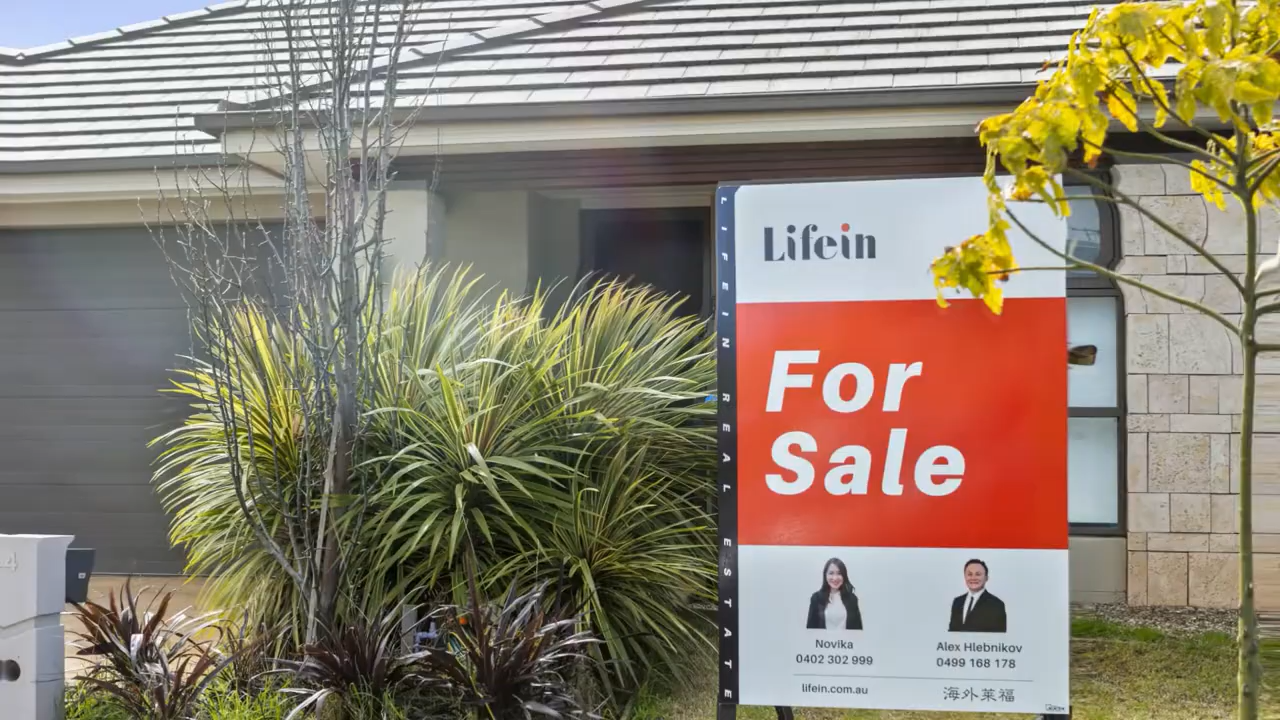 Lifein
LIFEIN REAL ESTATE
For
Sale
Novika
0402 302 999
Alex Hlebnikov
0499 168 178
lifein.com.au
海外莱福